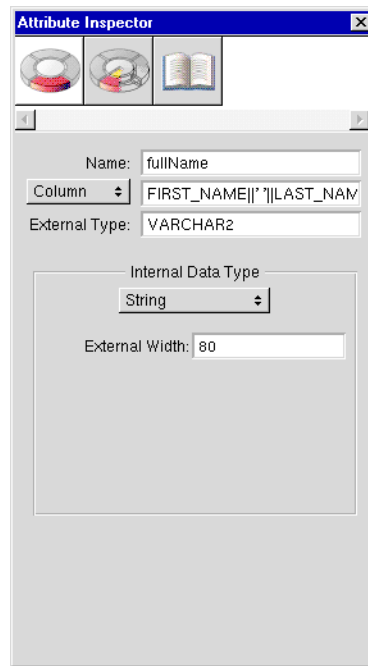 Attribute Inspector
Name: fullName
Column FIRST_NAME||' '||LAST_NAM
External Type: VARCHAR2
Internal Data Type
String
External Width: 80